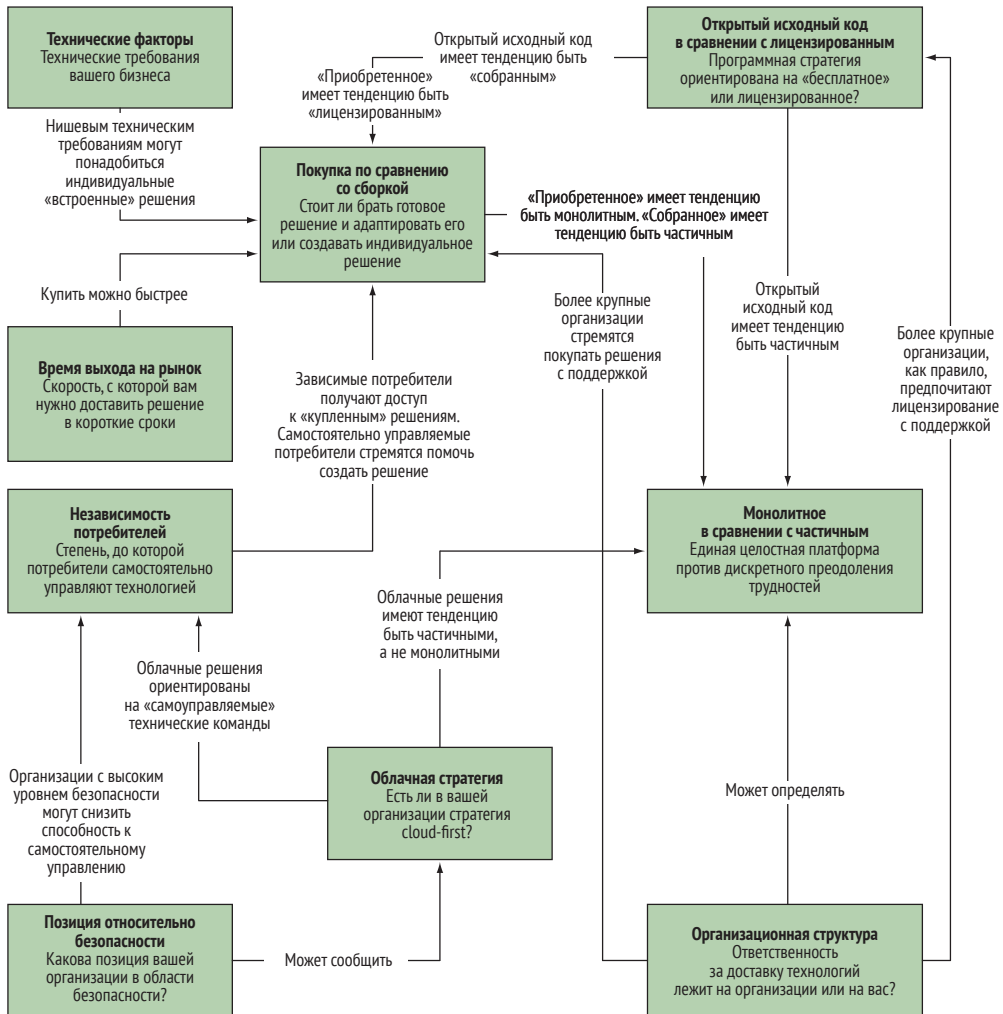 Технические факторы
Технические требования
вашего бизнеса
Открытый исходный код
имеет тенденцию быть
«собранным»
Открытый исходный код
в сравнении с лицензированным
Программная стратегия
ориентирована на «бесплатное»
или лицензированное?
«Приобретенное»
имеет тенденцию быть
«лицензированным»
Нишевым техническим
требованиям могут
понадобиться
индивидуальные
«встроенные» решения
Покупка по сравнению
со сборкой
Стоит ли брать готовое
решение и адаптировать его
или создавать индивидуальное
решение
«Приобретенное» имеет тенденцию
быть монолитным. «Собранное» имеет
тенденцию быть частичным
Купить можно быстрее
Более крупные
организации
стремятся
покупать решения
с поддержкой
Открытый
исходный код
имеет тенденцию
быть частичным
Более крупные
организации,
как правило,
предпочитают
лицензирование
с поддержкой
Время выхода на рынок
Скорость, с которой вам
нужно доставить решение
в короткие сроки
Зависимые потребители
получают доступ
к «купленным» решениям.
Самостоятельно управляемые
потребители стремятся помочь
создать решение
Независимость
потребителей
Степень, до которой
потребители самостоятельно
управляют технологией
Монолитное
в сравнении с частичным
Единая целостная платформа
против дискретного преодоления
трудностей
Облачные решения
имеют тенденцию
быть частичными,
а не монолитными
Облачные решения
ориентированы
на «самоуправляемые»
технические команды
Организации с высоким
уровнем безопасности
могут снизить
способность к
самостоятельному
управлению
Облачная стратегия
Есть ли в вашей
организации стратегия
cloud-first?
Может определять
Позиция относительно
безопасности
Какова позиция вашей
организации в области
безопасности?
Может сообщить
Организационная структура
Ответственность
за доставку технологий
лежит на организации или на вас?